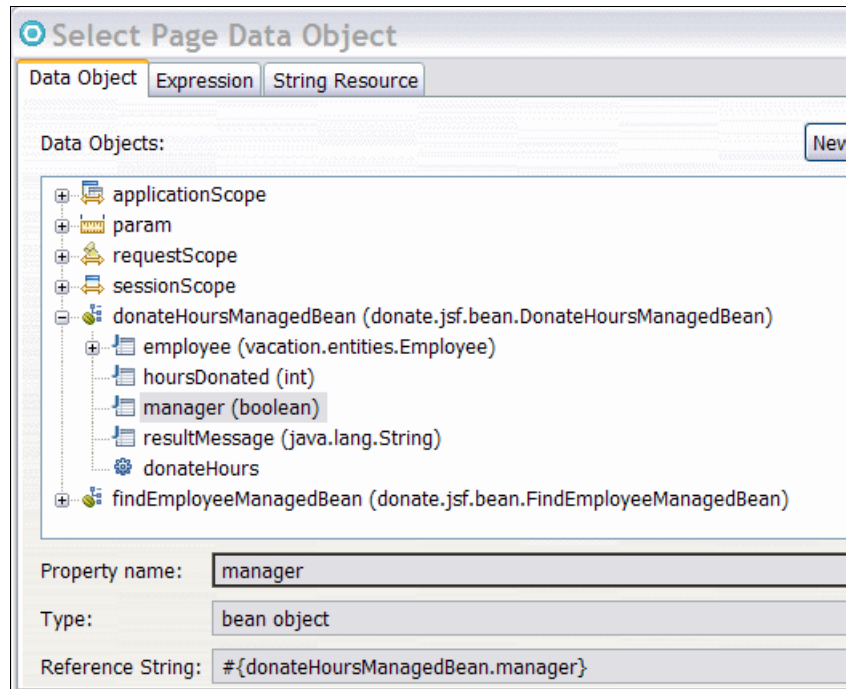 Select Page Data Object
Data Object Expression String Resource
Data Objects: New
applicationScope
param
requestScope
sessionScope
donateHoursManagedBean (donate.jsf.bean.DonateHoursManagedBean)
employee (vacation.entities.Employee)
hoursDonated (int)
manager (boolean)
resultMessage (java.lang.String)
donateHours
findEmployeeManagedBean (donate.jsf.bean.FindEmployeeManagedBean)
Property name: manager
Type: bean object
Reference String: #{donateHoursManagedBean.manager}